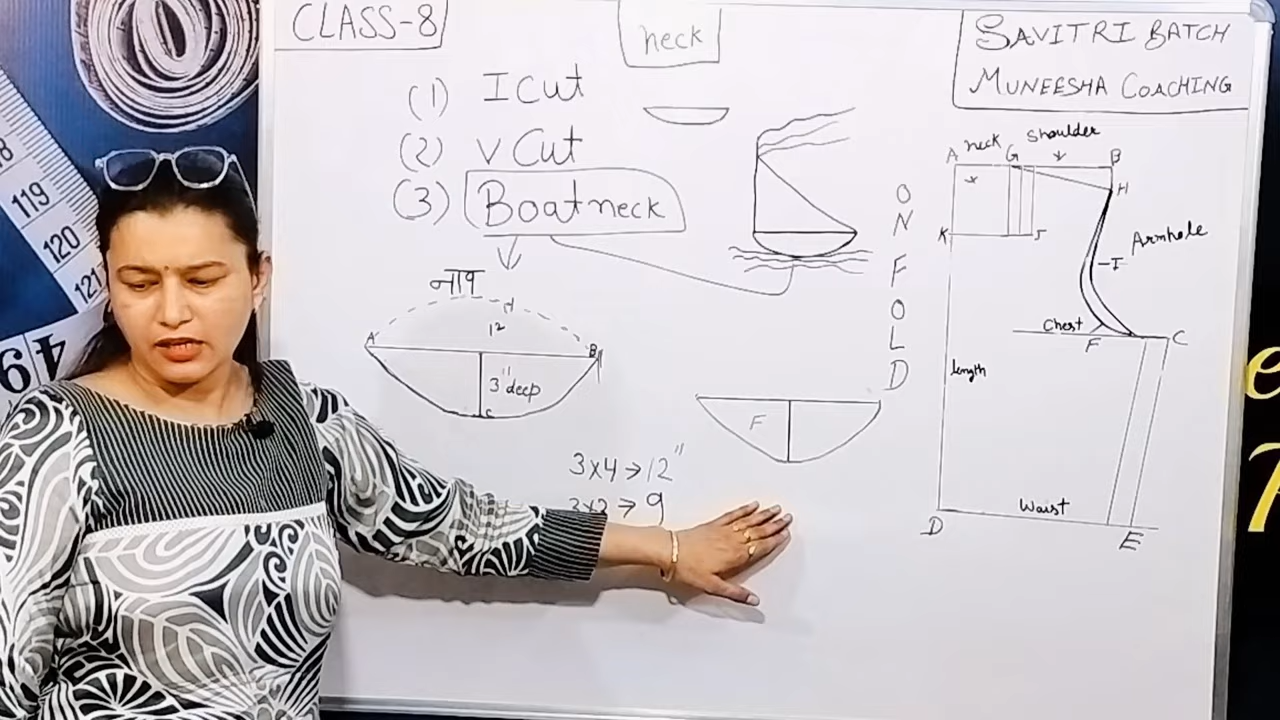 CLASS-8
neck
SAVITRI BATCH
MUNEESHA COACHING
(1) I Cut
(2) V Cut
(3) Boatneck
नाप
A
H
12
B
3" deep
C
3x4→12"
3x3→9
F
ON FOLD
A neck G shoulder B
H
K
J
Armhole
I
Chest
F
C
length
Waist
D
E
119
120
121
49